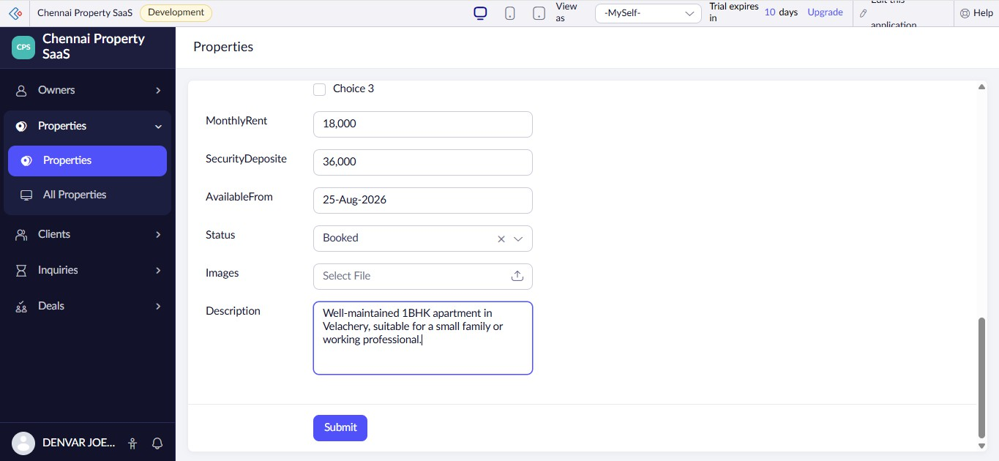 Chennai Property SaaS
Development
View
as
-MySelf-
Trial expires
in
10 days
Upgrade
Edit this
application
Help
CPS
Chennai Property
SaaS
Properties
Owners
Properties
Properties
All Properties
Clients
Inquiries
Deals
DENVAR JOE...
Choice 3
MonthlyRent
18,000
SecurityDeposite
36,000
AvailableFrom
25-Aug-2026
Status
Booked
Images
Select File
Description
Well-maintained 1BHK apartment in
Velachery, suitable for a small family or
working professional.
Submit